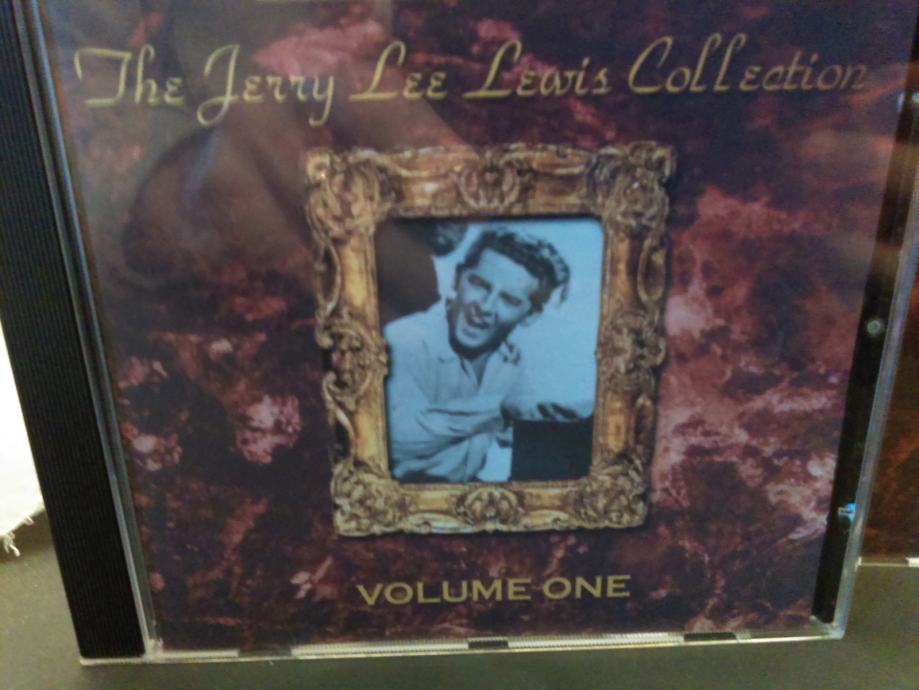 The Jerry Lee Lewis Collection
VOLUME ONE